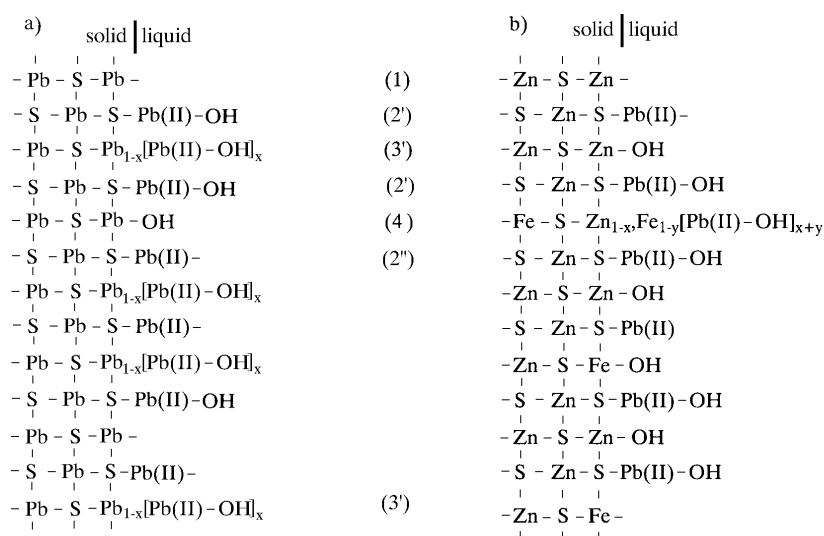 a)
solid | liquid
b)
solid | liquid
– Pb – S – Pb –
(1)
– Zn – S – Zn –
– S – Pb – S – Pb(II) – OH
(2')
– S – Zn – S – Pb(II) –
– Pb – S – Pb1-x[Pb(II) – OH]x
(3')
– Zn – S – Zn – OH
– S – Pb – S – Pb(II) – OH
(2')
– S – Zn – S – Pb(II) – OH
– Pb – S – Pb – OH
(4)
– Fe – S – Zn1-x,Fe1-y[Pb(II) – OH]x+y
– S – Pb – S – Pb(II) –
(2'')
– S – Zn – S – Pb(II) – OH
– Pb – S – Pb1-x[Pb(II) – OH]x
– Zn – S – Zn – OH
– S – Pb – S – Pb(II) –
– S – Zn – S – Pb(II)
– Pb – S – Pb1-x[Pb(II) – OH]x
– Zn – S – Fe – OH
– S – Pb – S – Pb(II) – OH
– S – Zn – S – Pb(II) – OH
– Pb – S – Pb –
– Zn – S – Zn – OH
– S – Pb – S – Pb(II) –
– S – Zn – S – Pb(II) – OH
– Pb – S – Pb1-x[Pb(II) – OH]x
(3')
– Zn – S – Fe –